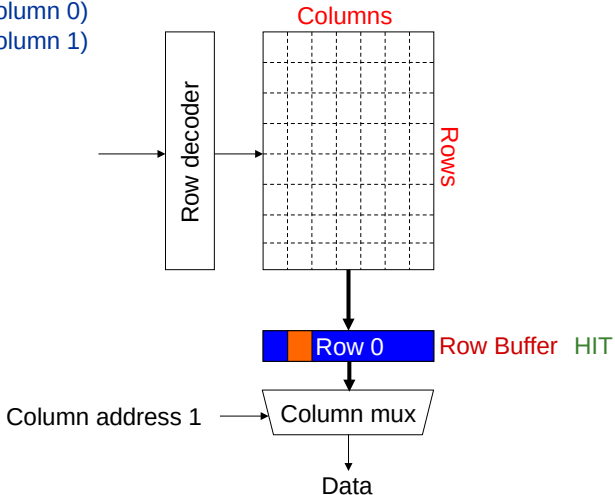 olumn 0)
olumn 1)
Columns
Row decoder
Rows
Row 0
Row Buffer HIT
Column address 1
Column mux
Data